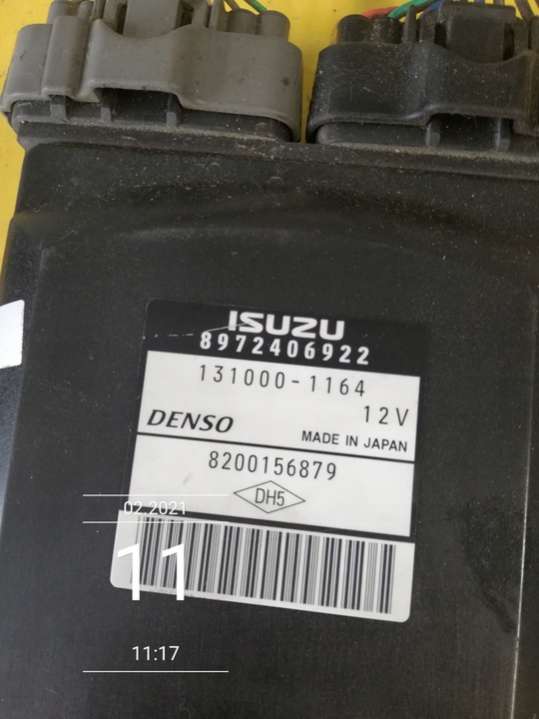 ISUZU
8972406922
131000-1164
12V
DENSO
MADE IN JAPAN
8200156879
DH5
02.2021
11
11:17